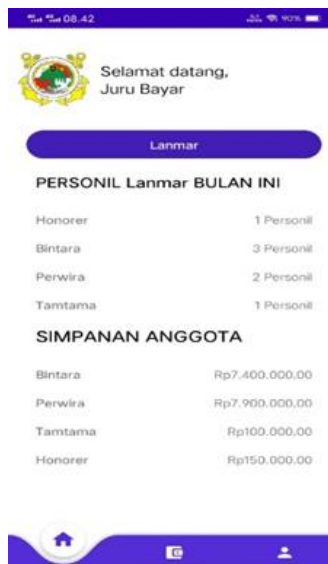 08.42
90%
Selamat datang,
Juru Bayar
Lanmar
PERSONIL Lanmar BULAN INI
Honorer 1 Personil
Bintara 3 Personil
Perwira 2 Personil
Tamtama 1 Personil
SIMPANAN ANGGOTA
Bintara Rp7.400.000,00
Perwira Rp7.900.000,00
Tamtama Rp100.000,00
Honorer Rp150.000,00